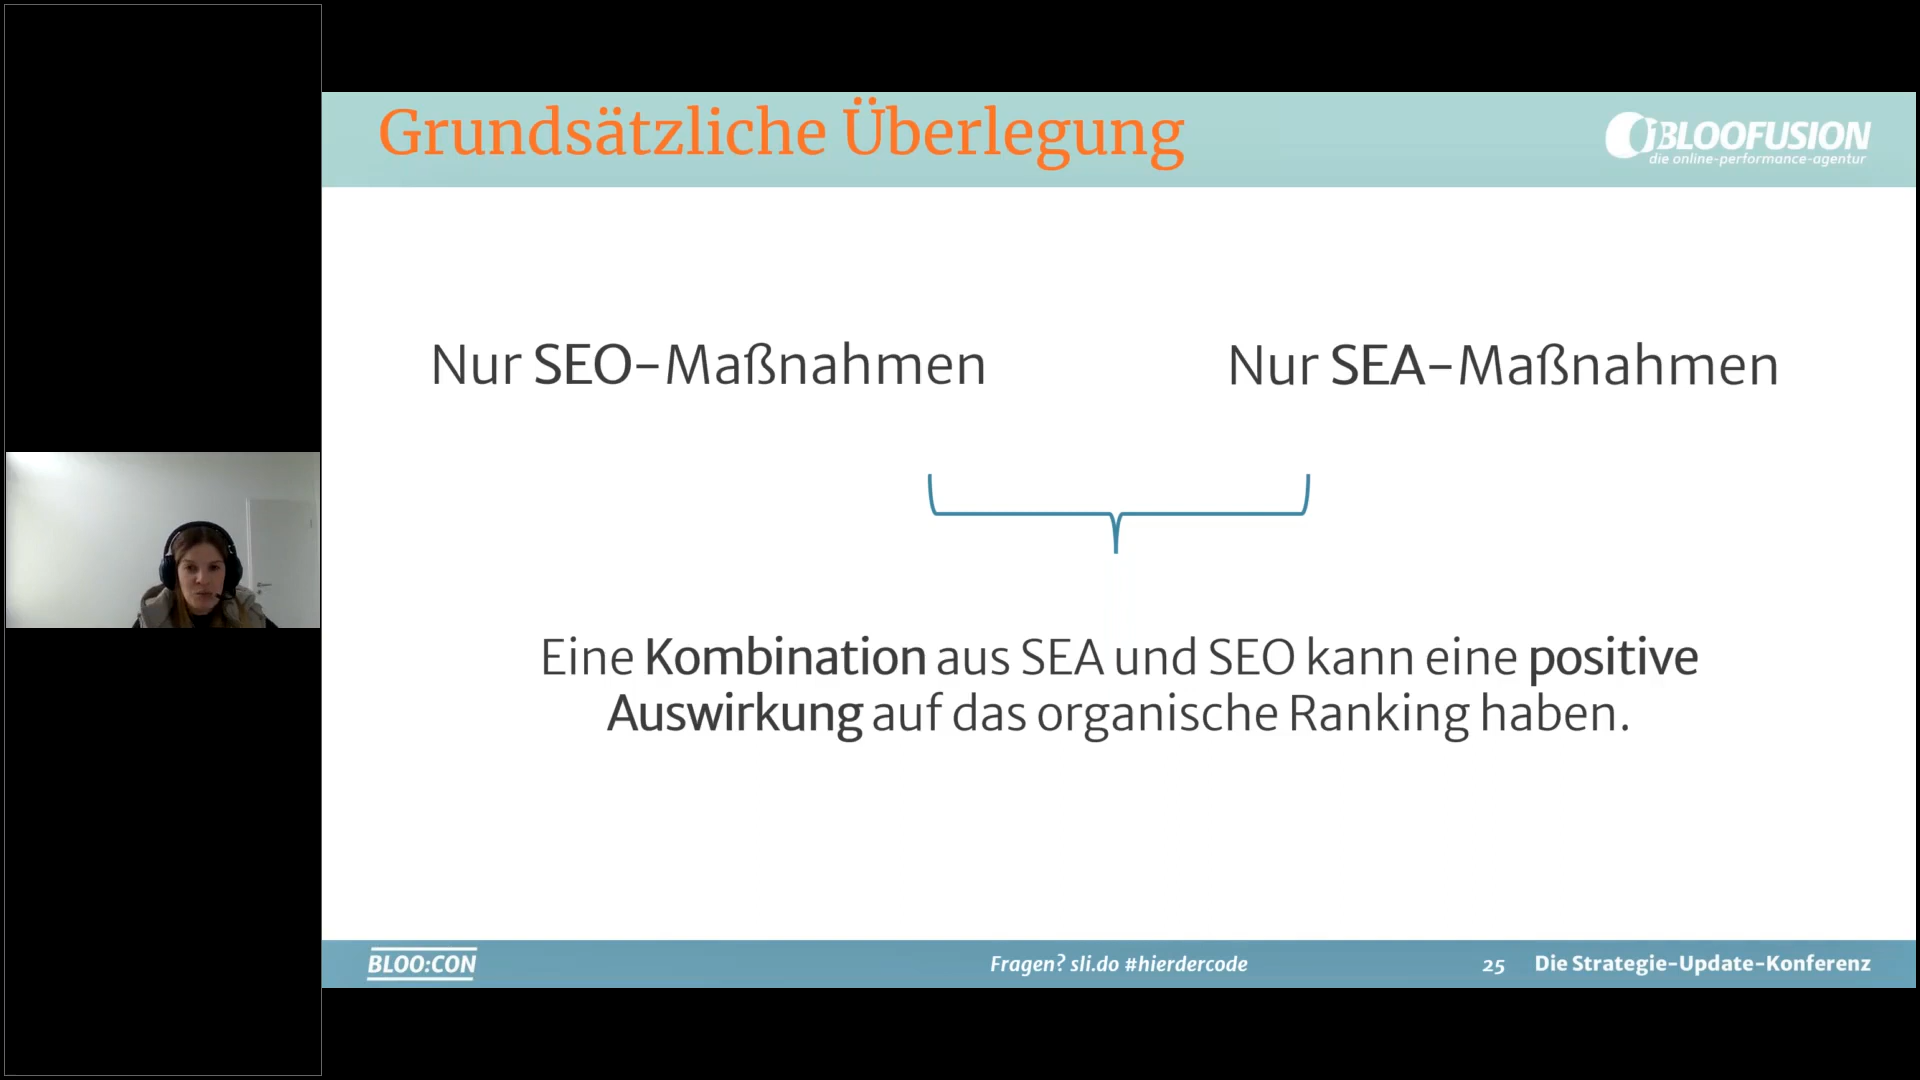 Grundsätzliche Überlegung
BLOOFUSION
die online-performance-agentur
Nur SEO-Maßnahmen
Nur SEA-Maßnahmen
Eine Kombination aus SEA und SEO kann eine positive
Auswirkung auf das organische Ranking haben.
BLOO:CON
Fragen? sli.do #hierdercode
25
Die Strategie-Update-Konferenz